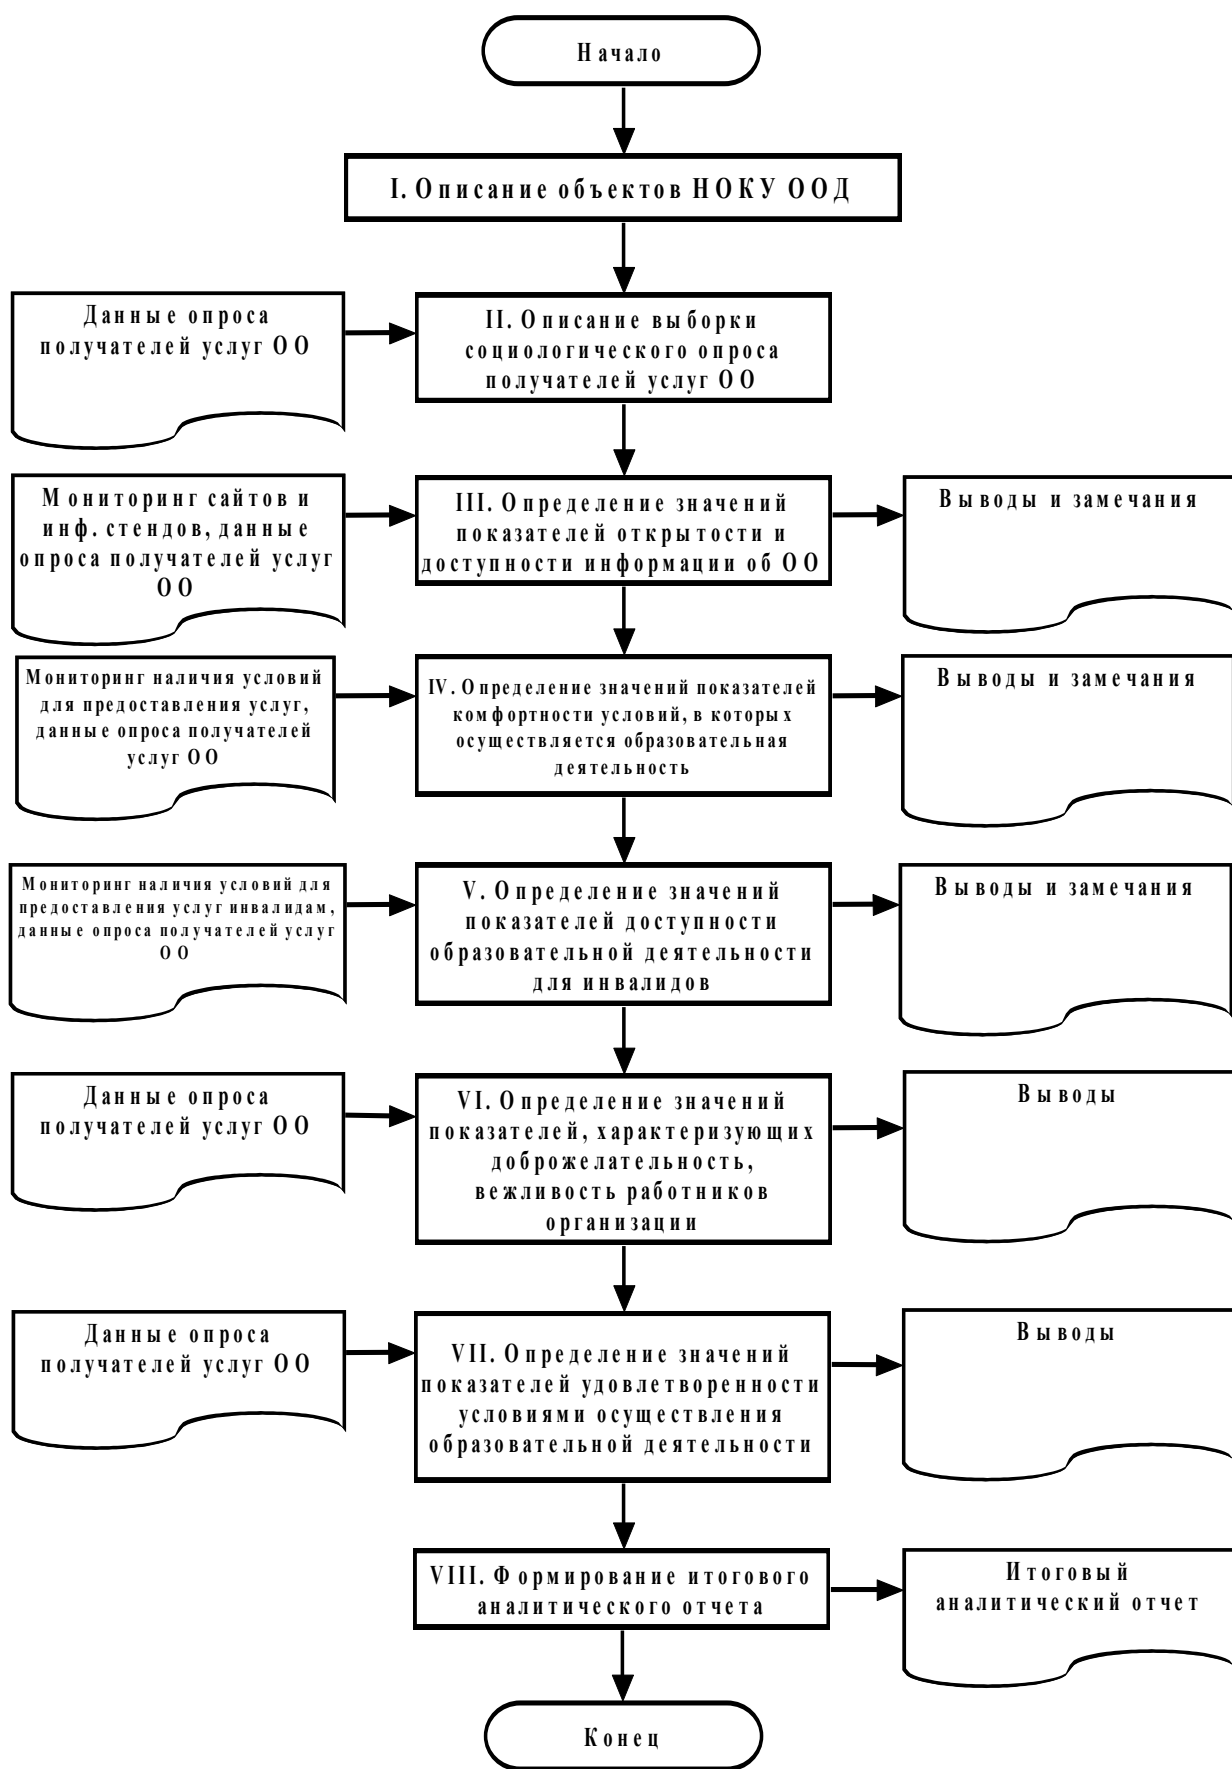 Начало
I. Описание объектов НОКУ ООД
Данные опроса
получателей услуг ОО
II. Описание выборки
социологического опроса
получателей услуг ОО
Мониторинг сайтов и
инф. стендов, данные
опроса получателей услуг
ОО
III. Определение значений
показателей открытости и
доступности информации об ОО
Выводы и замечания
Мониторинг наличия условий
для предоставления услуг,
данные опроса получателей
услуг ОО
IV. Определение значений показателей
комфортности условий, в которых
осуществляется образовательная
деятельность
Выводы и замечания
Мониторинг наличия условий для
предоставления услуг инвалидам,
данные опроса получателей услуг
ОО
V. Определение значений
показателей доступности
образовательной деятельности
для инвалидов
Выводы и замечания
Данные опроса
получателей услуг ОО
VI. Определение значений
показателей, характеризующих
доброжелательность,
вежливость работников
организации
Выводы
Данные опроса
получателей услуг ОО
VII. Определение значений
показателей удовлетворенности
условиями осуществления
образовательной деятельности
Выводы
VIII. Формирование итогового
аналитического отчета
Итоговый
аналитический отчет
Конец